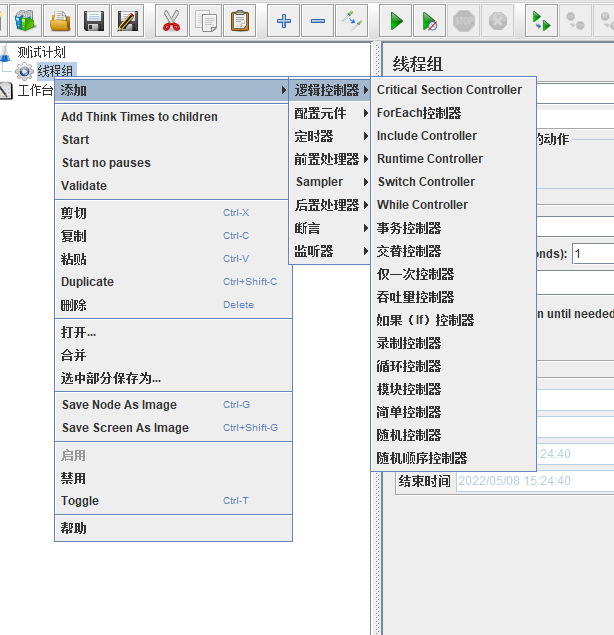 测试计划
线程组
工作台
添加
Add Think Times to children
Start
Start no pauses
Validate
剪切 Ctrl-X
复制 Ctrl-C
粘贴 Ctrl-V
Duplicate Ctrl+Shift-C
删除 Delete
打开...
合并
选中部分保存为...
Save Node As Image Ctrl-G
Save Screen As Image Ctrl+Shift-G
启用
禁用
Toggle Ctrl-T
帮助
逻辑控制器
配置元件
定时器
前置处理器
Sampler
后置处理器
断言
监听器
Critical Section Controller
ForEach控制器
Include Controller
Runtime Controller
Switch Controller
While Controller
事务控制器
交替控制器
仅一次控制器
吞吐量控制器
如果（If）控制器
录制控制器
循环控制器
模块控制器
简单控制器
随机控制器
随机顺序控制器
线程组
的动作
onds): 1
n until needed
:24:40
结束时间 2022/05/08 15:24:40
STOP